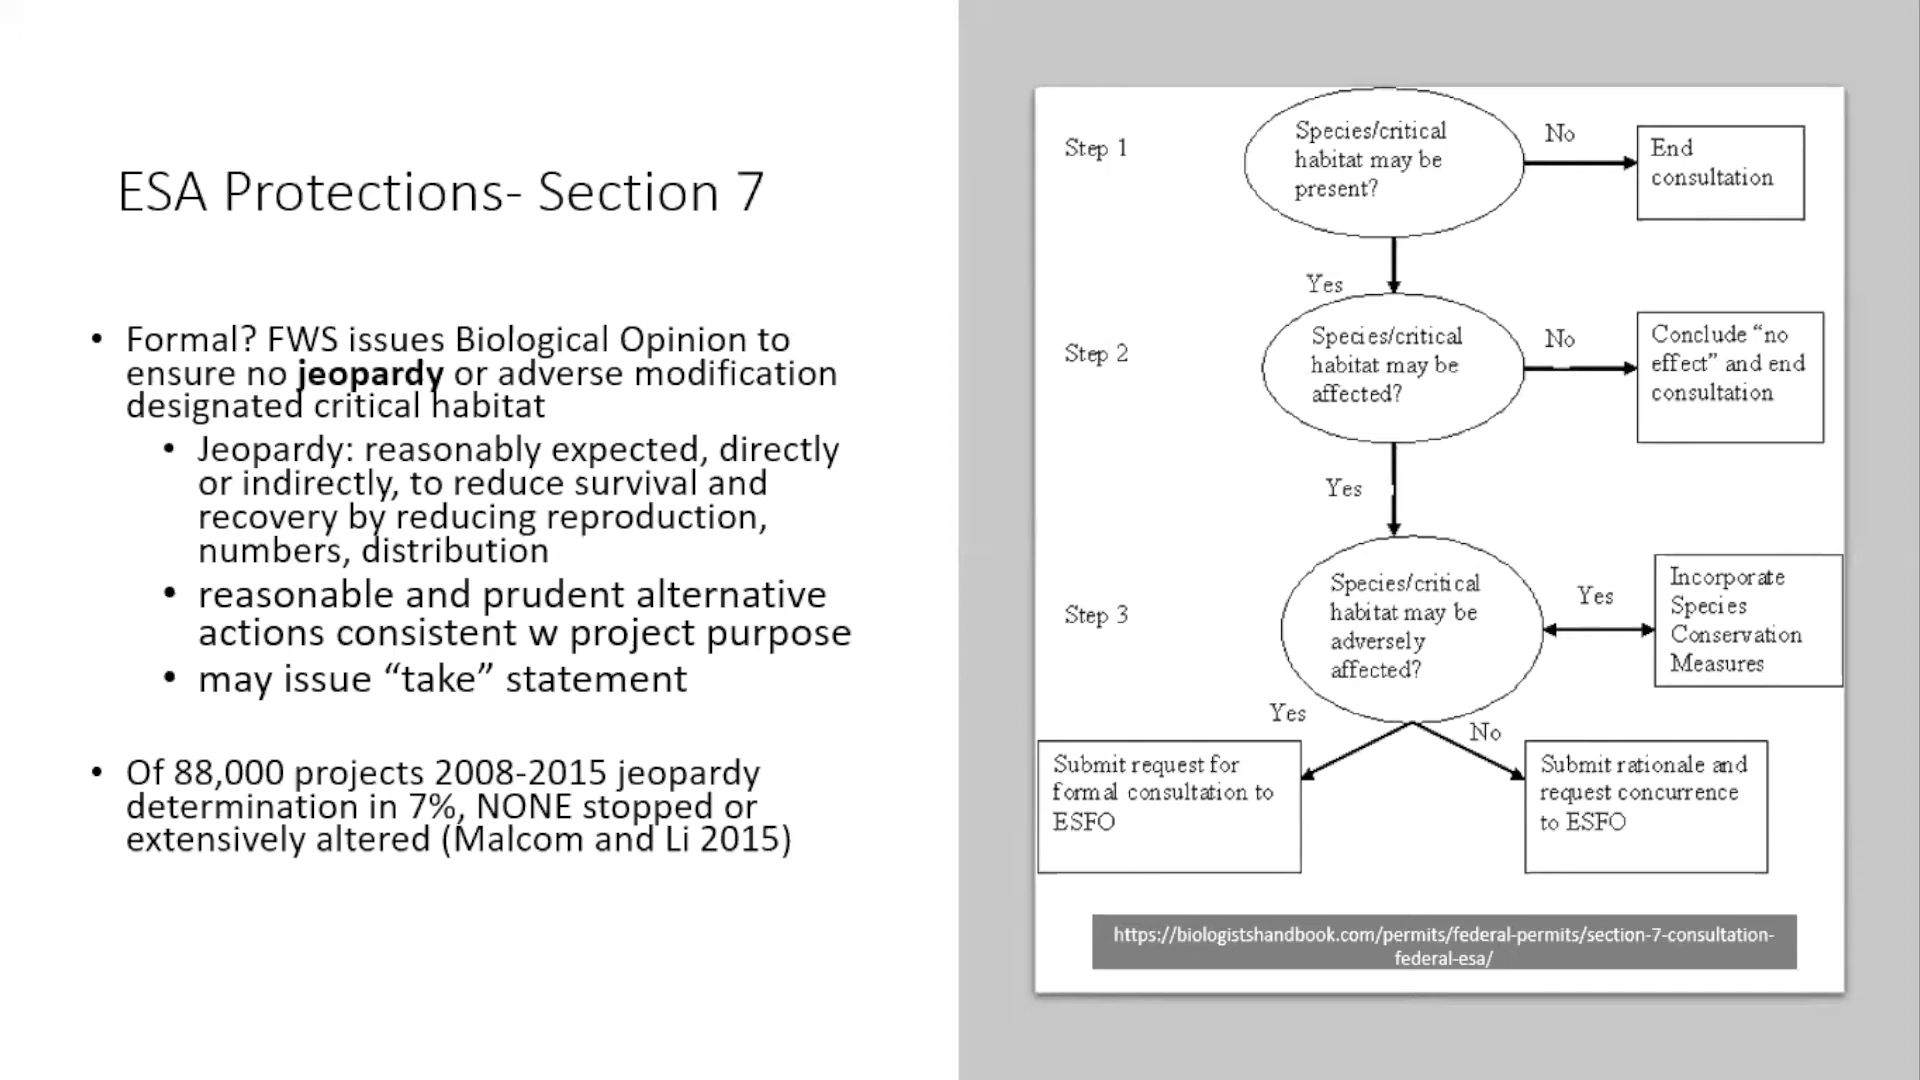 ESA Protections- Section 7
• Formal? FWS issues Biological Opinion to
ensure no jeopardy or adverse modification
designated critical habitat
• Jeopardy: reasonably expected, directly
or indirectly, to reduce survival and
recovery by reducing reproduction,
numbers, distribution
• reasonable and prudent alternative
actions consistent w project purpose
• may issue “take” statement
• Of 88,000 projects 2008-2015 jeopardy
determination in 7%, NONE stopped or
extensively altered (Malcom and Li 2015)
Step 1
Species/critical
habitat may be
present?
No
End
consultation
Yes
Step 2
Species/critical
habitat may be
affected?
No
Conclude “no
effect” and end
consultation
Yes
Step 3
Species/critical
habitat may be
adversely
affected?
Yes
Incorporate
Species
Conservation
Measures
Yes
No
Submit request for
formal consultation to
ESFO
Submit rationale and
request concurrence
to ESFO
https://biologistshandbook.com/permits/federal-permits/section-7-consultation-
federal-esa/